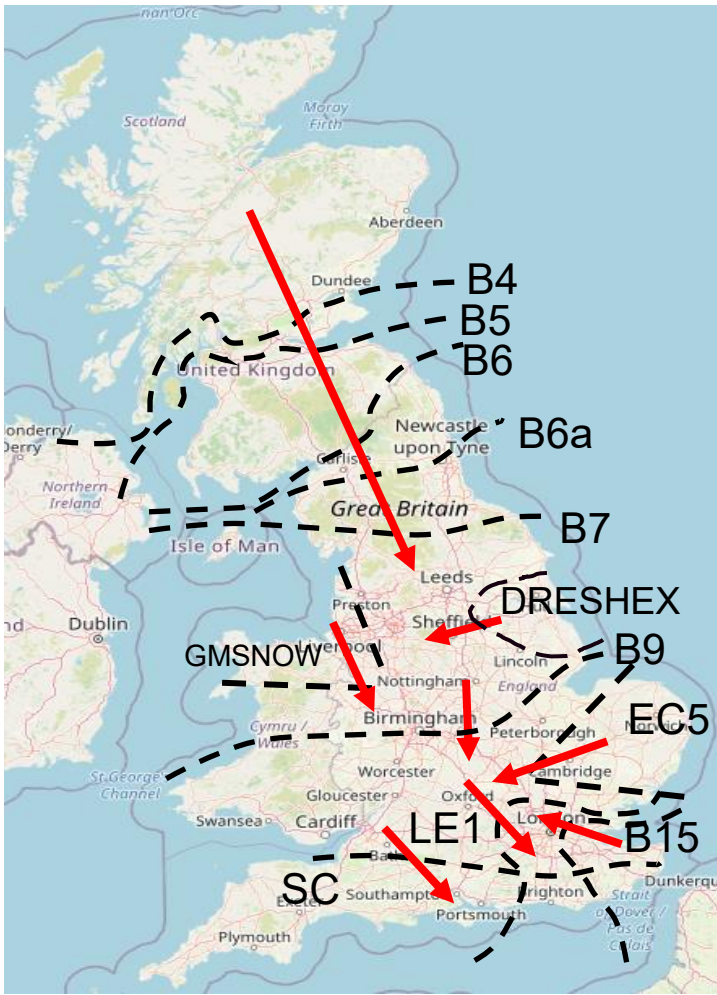 nan Orc
Scotland
Moray
Firth
Aberdeen
Dundee
B4
B5
United Kingdom
B6
onderry/
Derry
Newcastle
upon Tyne
B6a
Carlisle
Northern
Ireland
Great Britain
Isle of Man
B7
Leeds
Preston
DRESHEX
Dublin
Sheffield
Liverpool
GMSNOW
Lincoln
B9
Nottingham
England
Cymru /
Wales
Birmingham
EC5
Norwich
Peterborough
St George's
Channel
Worcester
Cambridge
Gloucester
Oxford
Swansea
Cardiff
LE1
London
B15
Bath
SC
Exeter
Southampton
Brighton
Portsmouth
Strait
of Dover /
Pas de
Calais
Dunkerqu
Plymouth